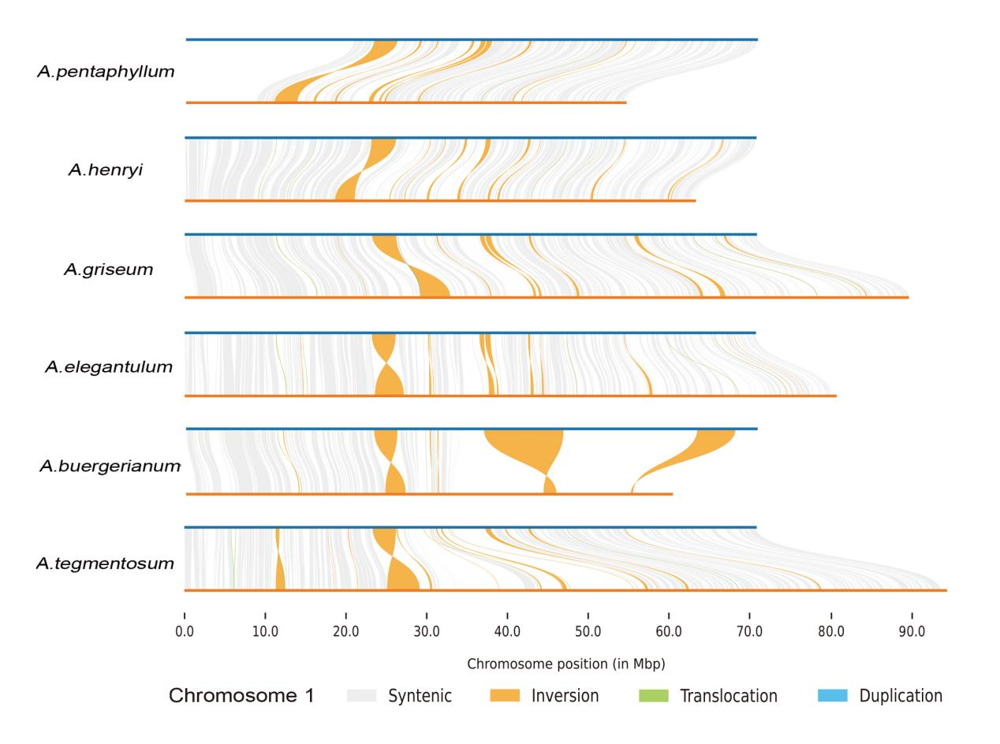 A.pentaphyllum
A.henryi
A.griseum
A.elegantulum
A.buergerianum
A.tegmentosum
0.0 10.0 20.0 30.0 40.0 50.0 60.0 70.0 80.0 90.0
Chromosome position (in Mbp)
Chromosome 1 Syntenic Inversion Translocation Duplication